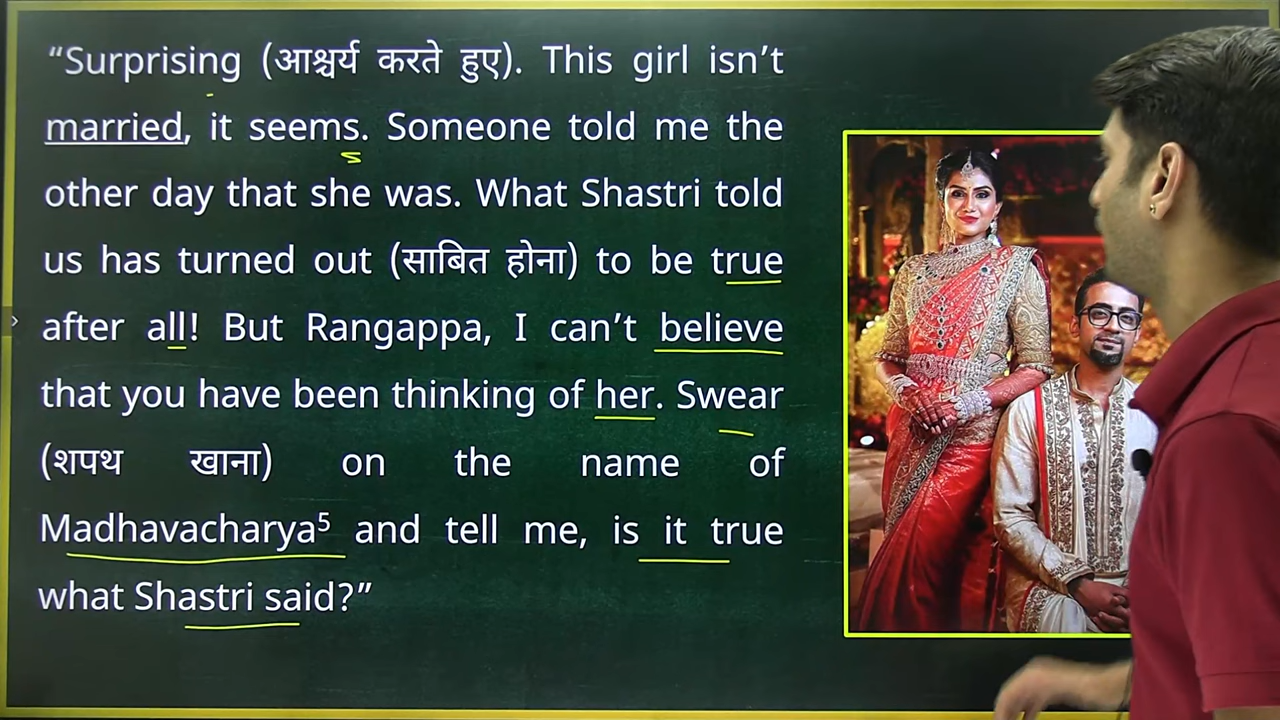 “Surprising (आश्चर्य करते हुए). This girl isn’t
married, it seems. Someone told me the
other day that she was. What Shastri told
us has turned out (साबित होना) to be true
after all! But Rangappa, I can’t believe
that you have been thinking of her. Swear
(शपथ खाना) on the name of
Madhavacharya⁵ and tell me, is it true
what Shastri said?”